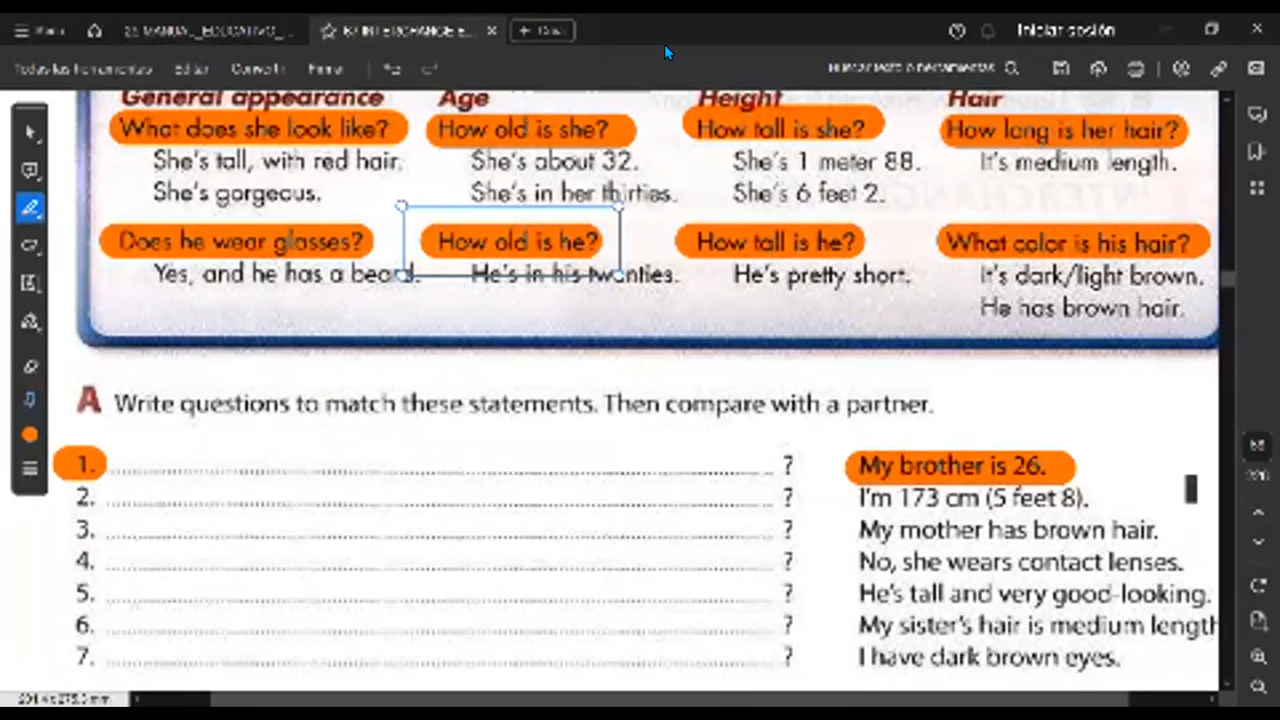 Iniciar sesión
Todas las herramientas Editar Convertir Firmar
Buscar texto o herramientas
General appearance Age Height Hair
What does she look like? How old is she? How tall is she? How long is her hair?
She's tall, with red hair. She's about 32. She's 1 meter 88. It's medium length.
She's gorgeous. She's in her thirties. She's 6 feet 2.
Does he wear glasses? How old is he? How tall is he? What color is his hair?
Yes, and he has a beard. He's in his twenties. He's pretty short. It's dark/light brown.
He has brown hair.
A Write questions to match these statements. Then compare with a partner.
1. ? My brother is 26.
2. ? I'm 173 cm (5 feet 8).
3. ? My mother has brown hair.
4. ? No, she wears contact lenses.
5. ? He's tall and very good-looking.
6. ? My sister's hair is medium length
7. ? I have dark brown eyes.